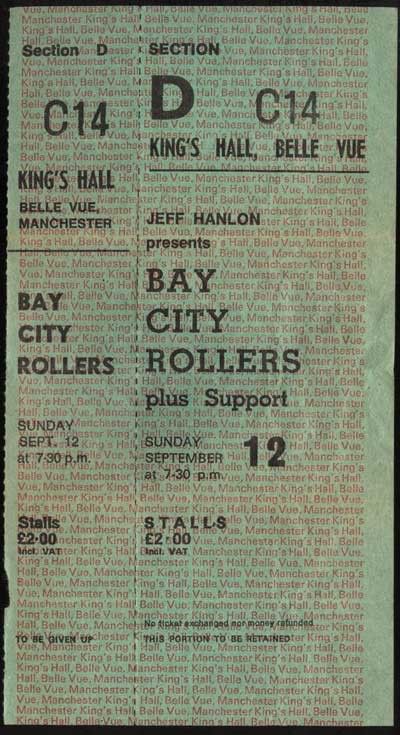 Section D
C14
KING'S HALL
BELLE VUE,
MANCHESTER
BAY
CITY
ROLLERS
SUNDAY
SEPT. 12
at 7·30 p.m.
Stalls
£2·00
Incl. VAT
TO BE GIVEN UP
SECTION
D C14
KING'S HALL, BELLE VUE
JEFF HANLON
presents
BAY
CITY
ROLLERS
plus Support
SUNDAY
SEPTEMBER 12
at 7-30 p.m.
STALLS
£2·00
Incl. VAT
No ticket exchanged nor money refunded
THIS PORTION TO BE RETAINED